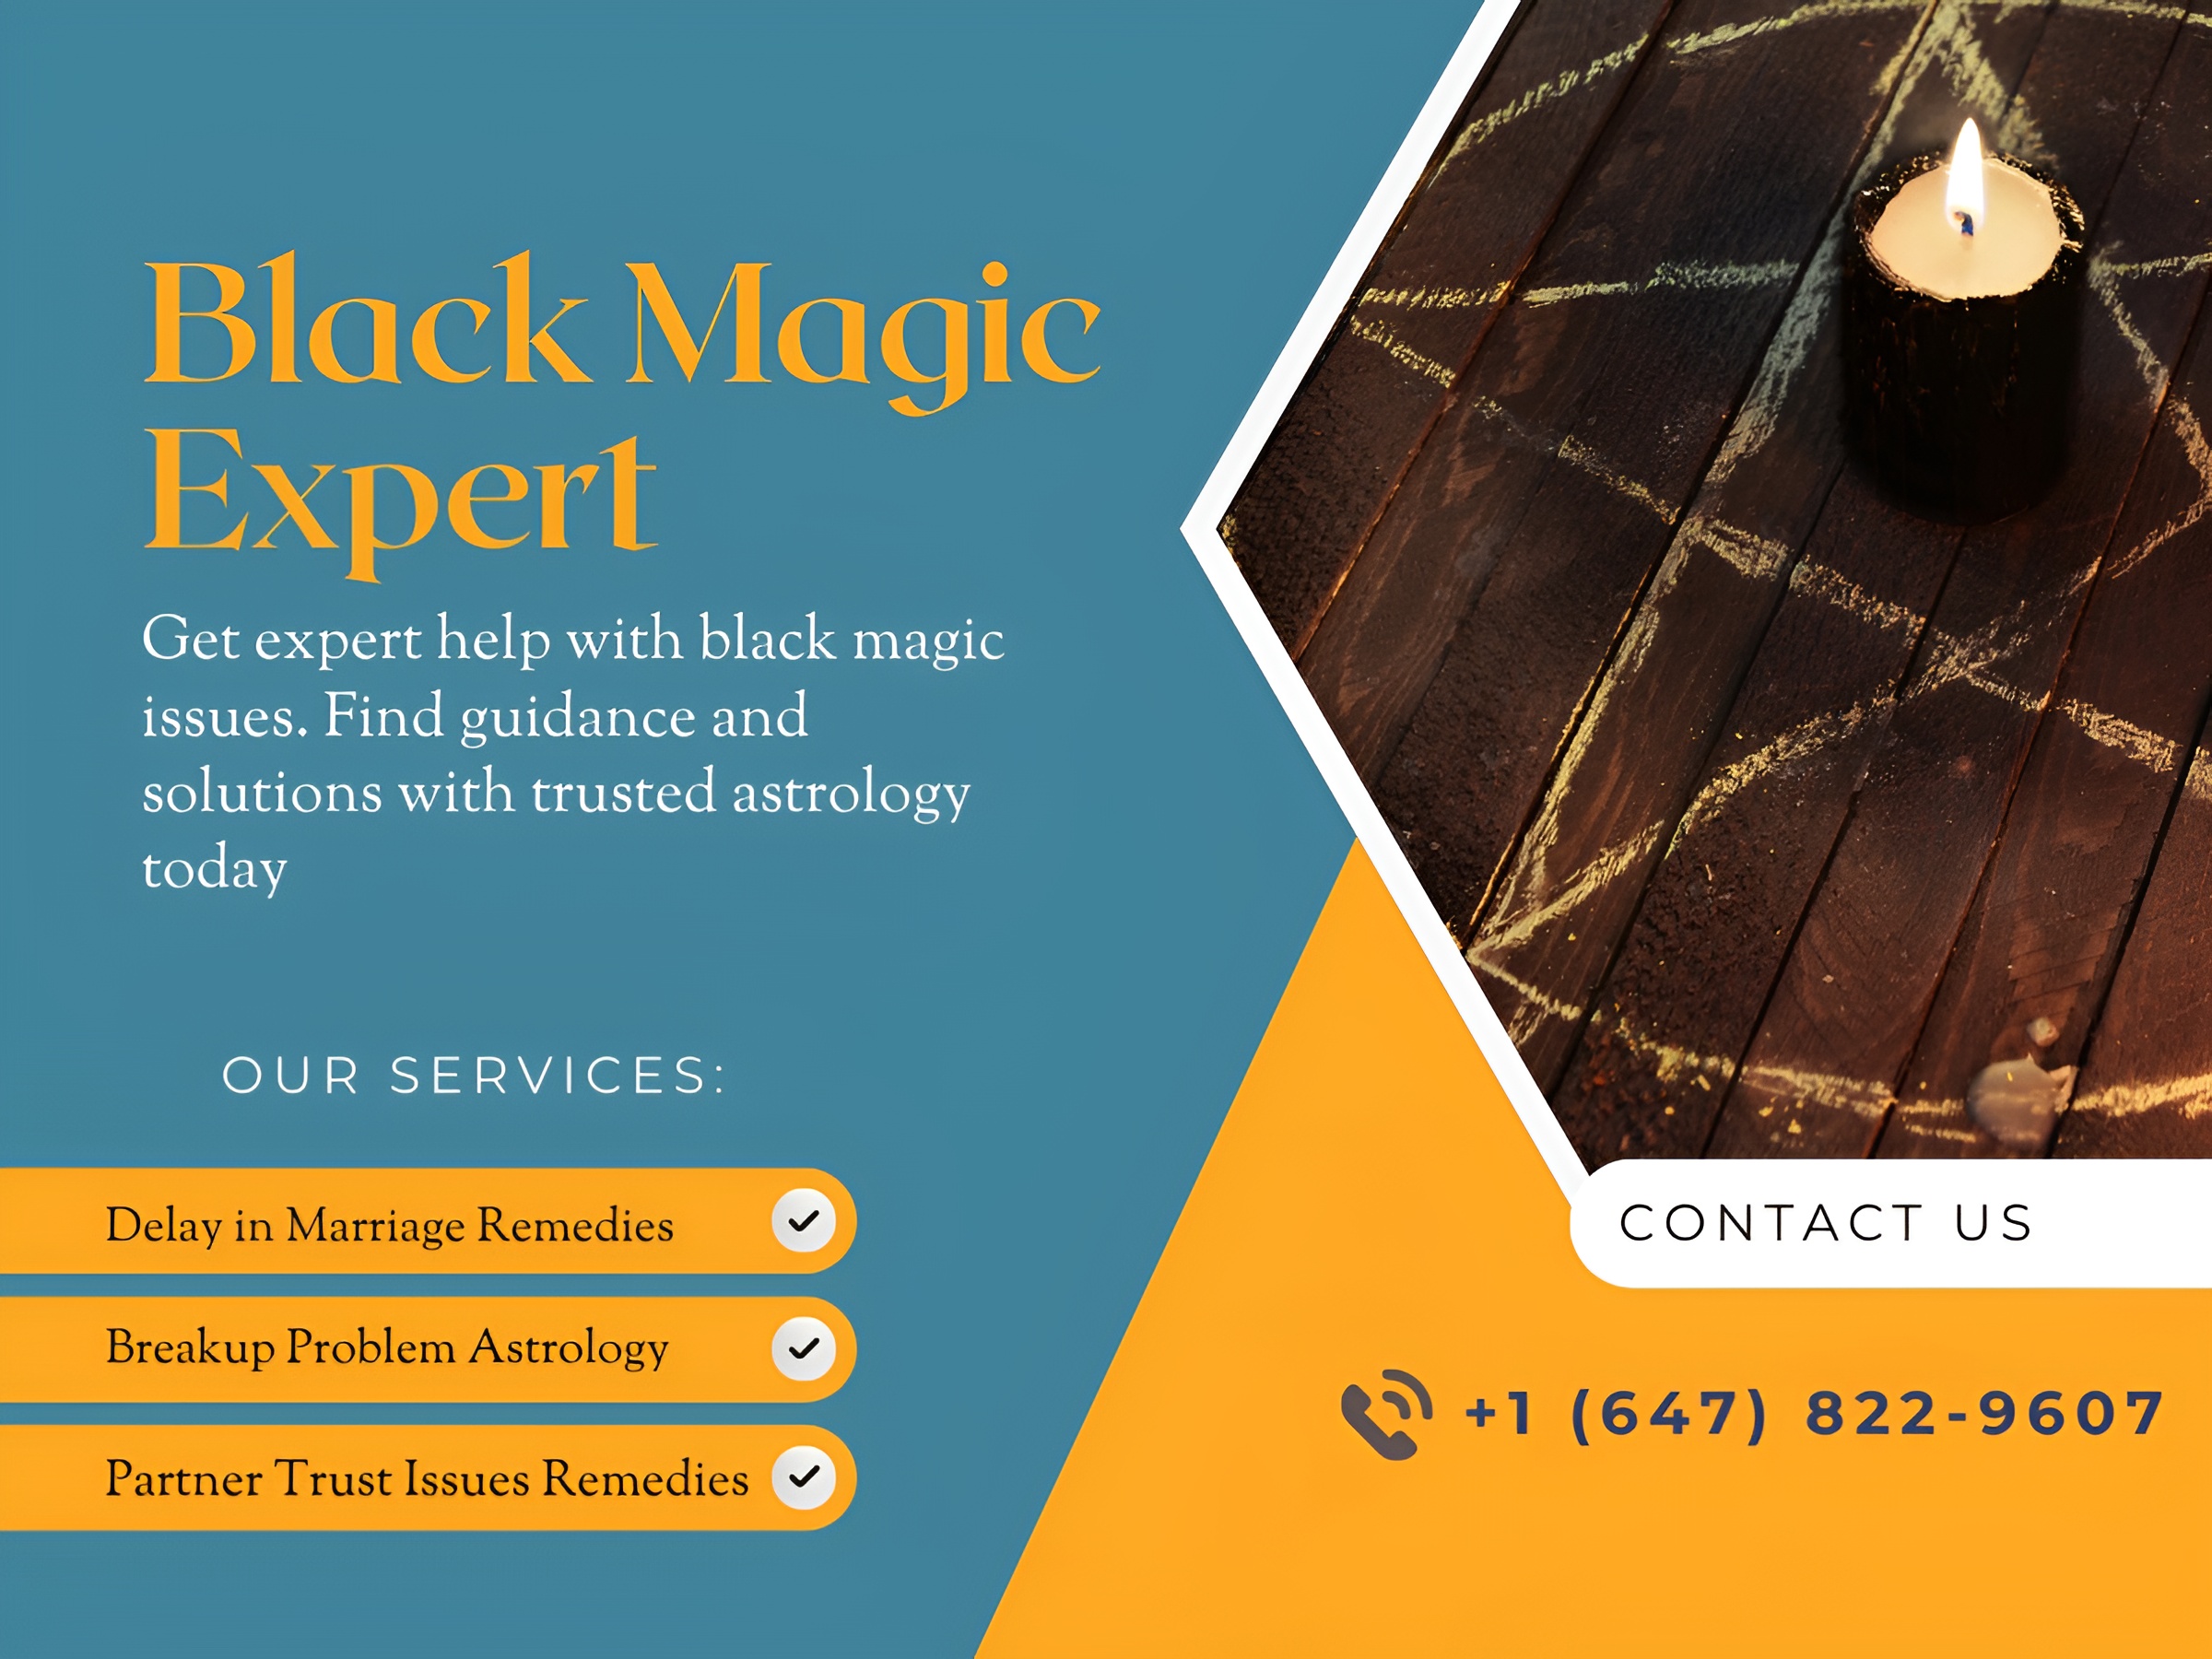 Black Magic
Expert
Get expert help with black magic
issues. Find guidance and
solutions with trusted astrology
today
OUR SERVICES:
Delay in Marriage Remedies
Breakup Problem Astrology
Partner Trust Issues Remedies
CONTACT US
+1 (647) 822-9607